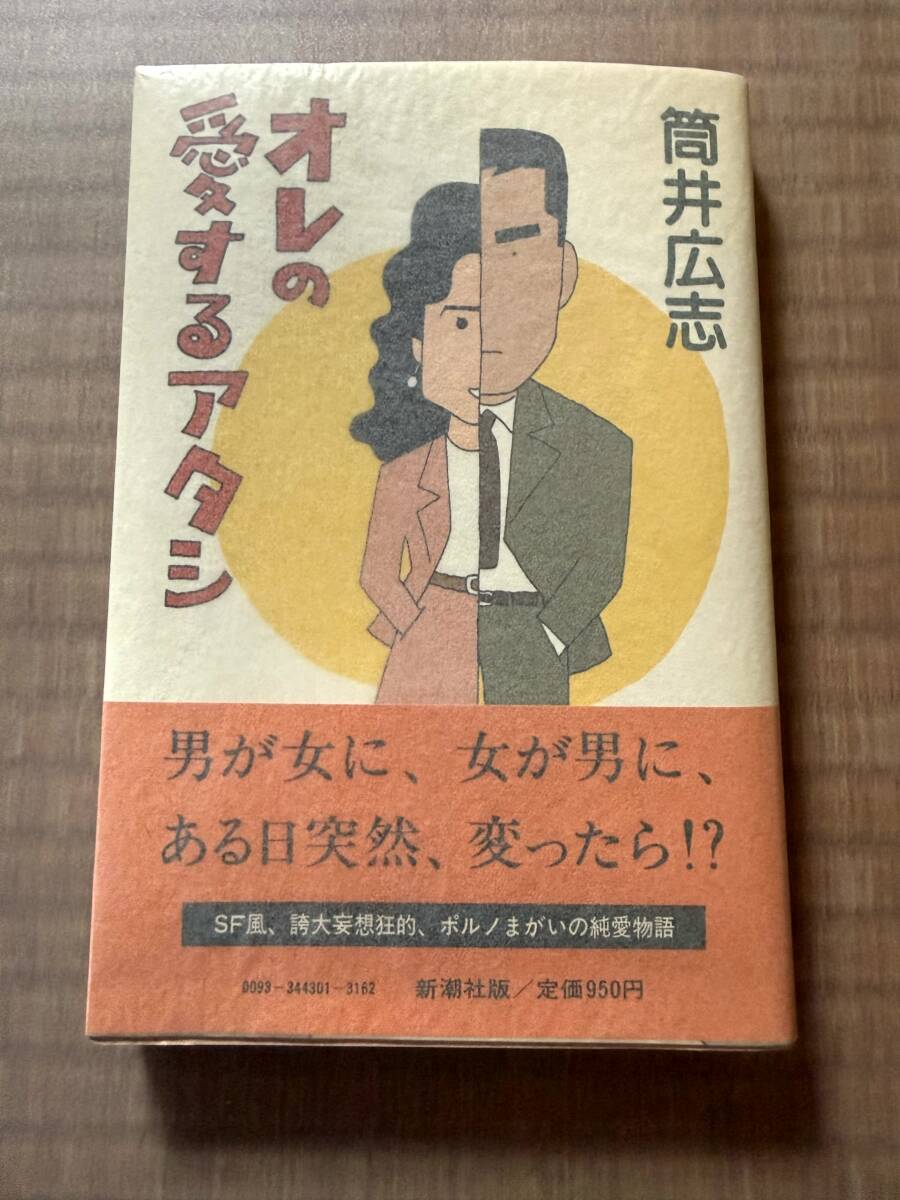 筒井広志
オレの
愛するアタシ
男が女に、女が男に、
ある日突然、変ったら!?
SF風、誇大妄想狂的、ポルノまがいの純愛物語
0093-344301-3162 新潮社版/定価950円